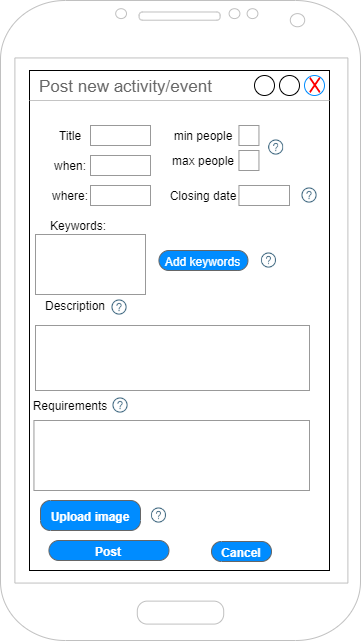 Post new activity/event X
Title min people ?
when: max people
where: Closing date ?
Keywords:
Add keywords ?
Description ?
Requirements ?
Upload image ?
Post Cancel